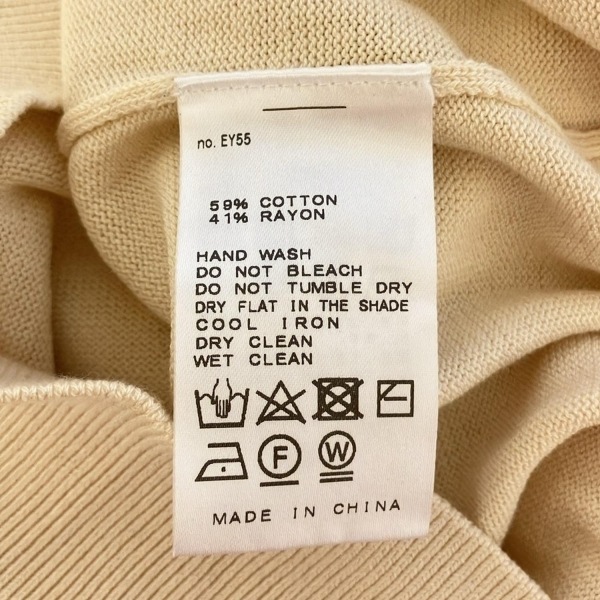 no. EY55
59% COTTON
41% RAYON
HAND WASH
DO NOT BLEACH
DO NOT TUMBLE DRY
DRY FLAT IN THE SHADE
COOL IRON
DRY CLEAN
WET CLEAN
F W
MADE IN CHINA